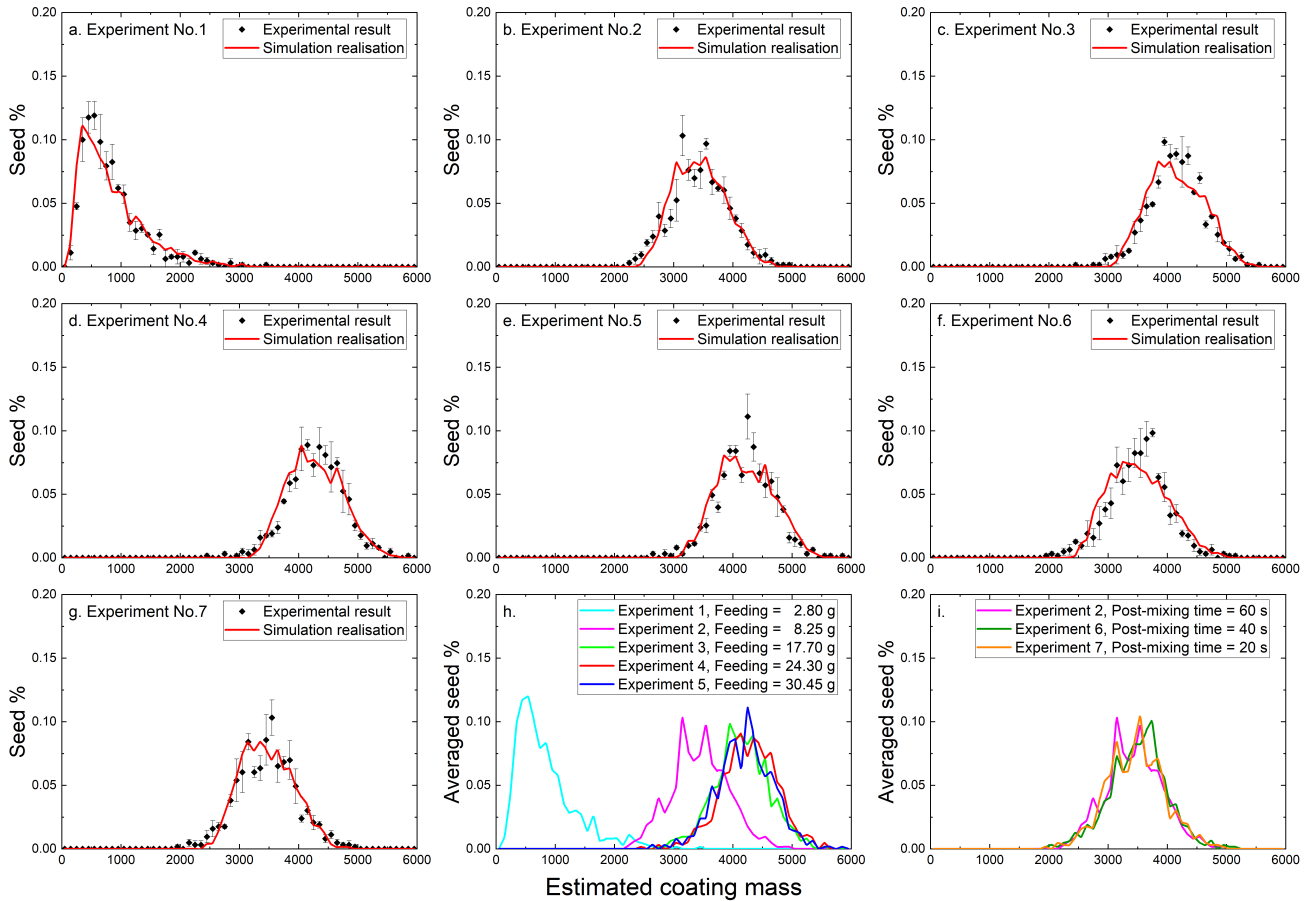 0.20
0.15
0.10
0.05
0.00
Seed %
a. Experiment No.1
Experimental result
Simulation realisation
0 1000 2000 3000 4000 5000 6000
0.20
0.15
0.10
0.05
0.00
Seed %
b. Experiment No.2
Experimental result
Simulation realisation
0 1000 2000 3000 4000 5000 6000
0.20
0.15
0.10
0.05
0.00
Seed %
c. Experiment No.3
Experimental result
Simulation realisation
0 1000 2000 3000 4000 5000 6000
0.20
0.15
0.10
0.05
0.00
Seed %
d. Experiment No.4
Experimental result
Simulation realisation
0 1000 2000 3000 4000 5000 6000
0.20
0.15
0.10
0.05
0.00
Seed %
e. Experiment No.5
Experimental result
Simulation realisation
0 1000 2000 3000 4000 5000 6000
0.20
0.15
0.10
0.05
0.00
Seed %
f. Experiment No.6
Experimental result
Simulation realisation
0 1000 2000 3000 4000 5000 6000
0.20
0.15
0.10
0.05
0.00
Seed %
g. Experiment No.7
Experimental result
Simulation realisation
0 1000 2000 3000 4000 5000 6000
0.20
0.15
0.10
0.05
0.00
Averaged seed %
h.
Experiment 1, Feeding = 2.80 g
Experiment 2, Feeding = 8.25 g
Experiment 3, Feeding = 17.70 g
Experiment 4, Feeding = 24.30 g
Experiment 5, Feeding = 30.45 g
0 1000 2000 3000 4000 5000 6000
0.20
0.15
0.10
0.05
0.00
Averaged seed %
i.
Experiment 2, Post-mixing time = 60 s
Experiment 6, Post-mixing time = 40 s
Experiment 7, Post-mixing time = 20 s
0 1000 2000 3000 4000 5000 6000
Estimated coating mass